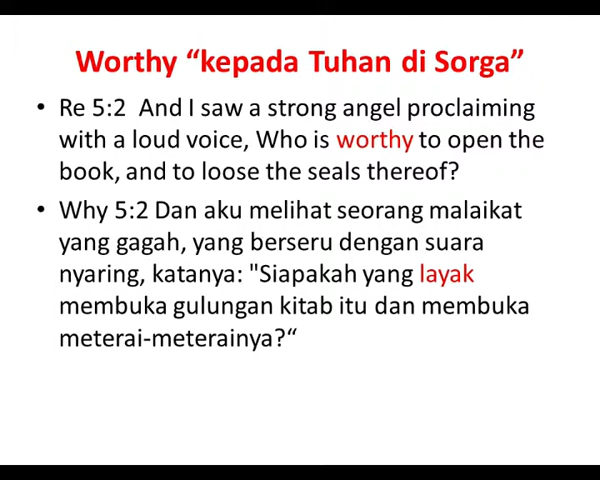 Worthy “kepada Tuhan di Sorga”
• Re 5:2  And I saw a strong angel proclaiming
with a loud voice, Who is worthy to open the
book, and to loose the seals thereof?
• Why 5:2 Dan aku melihat seorang malaikat
yang gagah, yang berseru dengan suara
nyaring, katanya: "Siapakah yang layak
membuka gulungan kitab itu dan membuka
meterai-meterainya?“